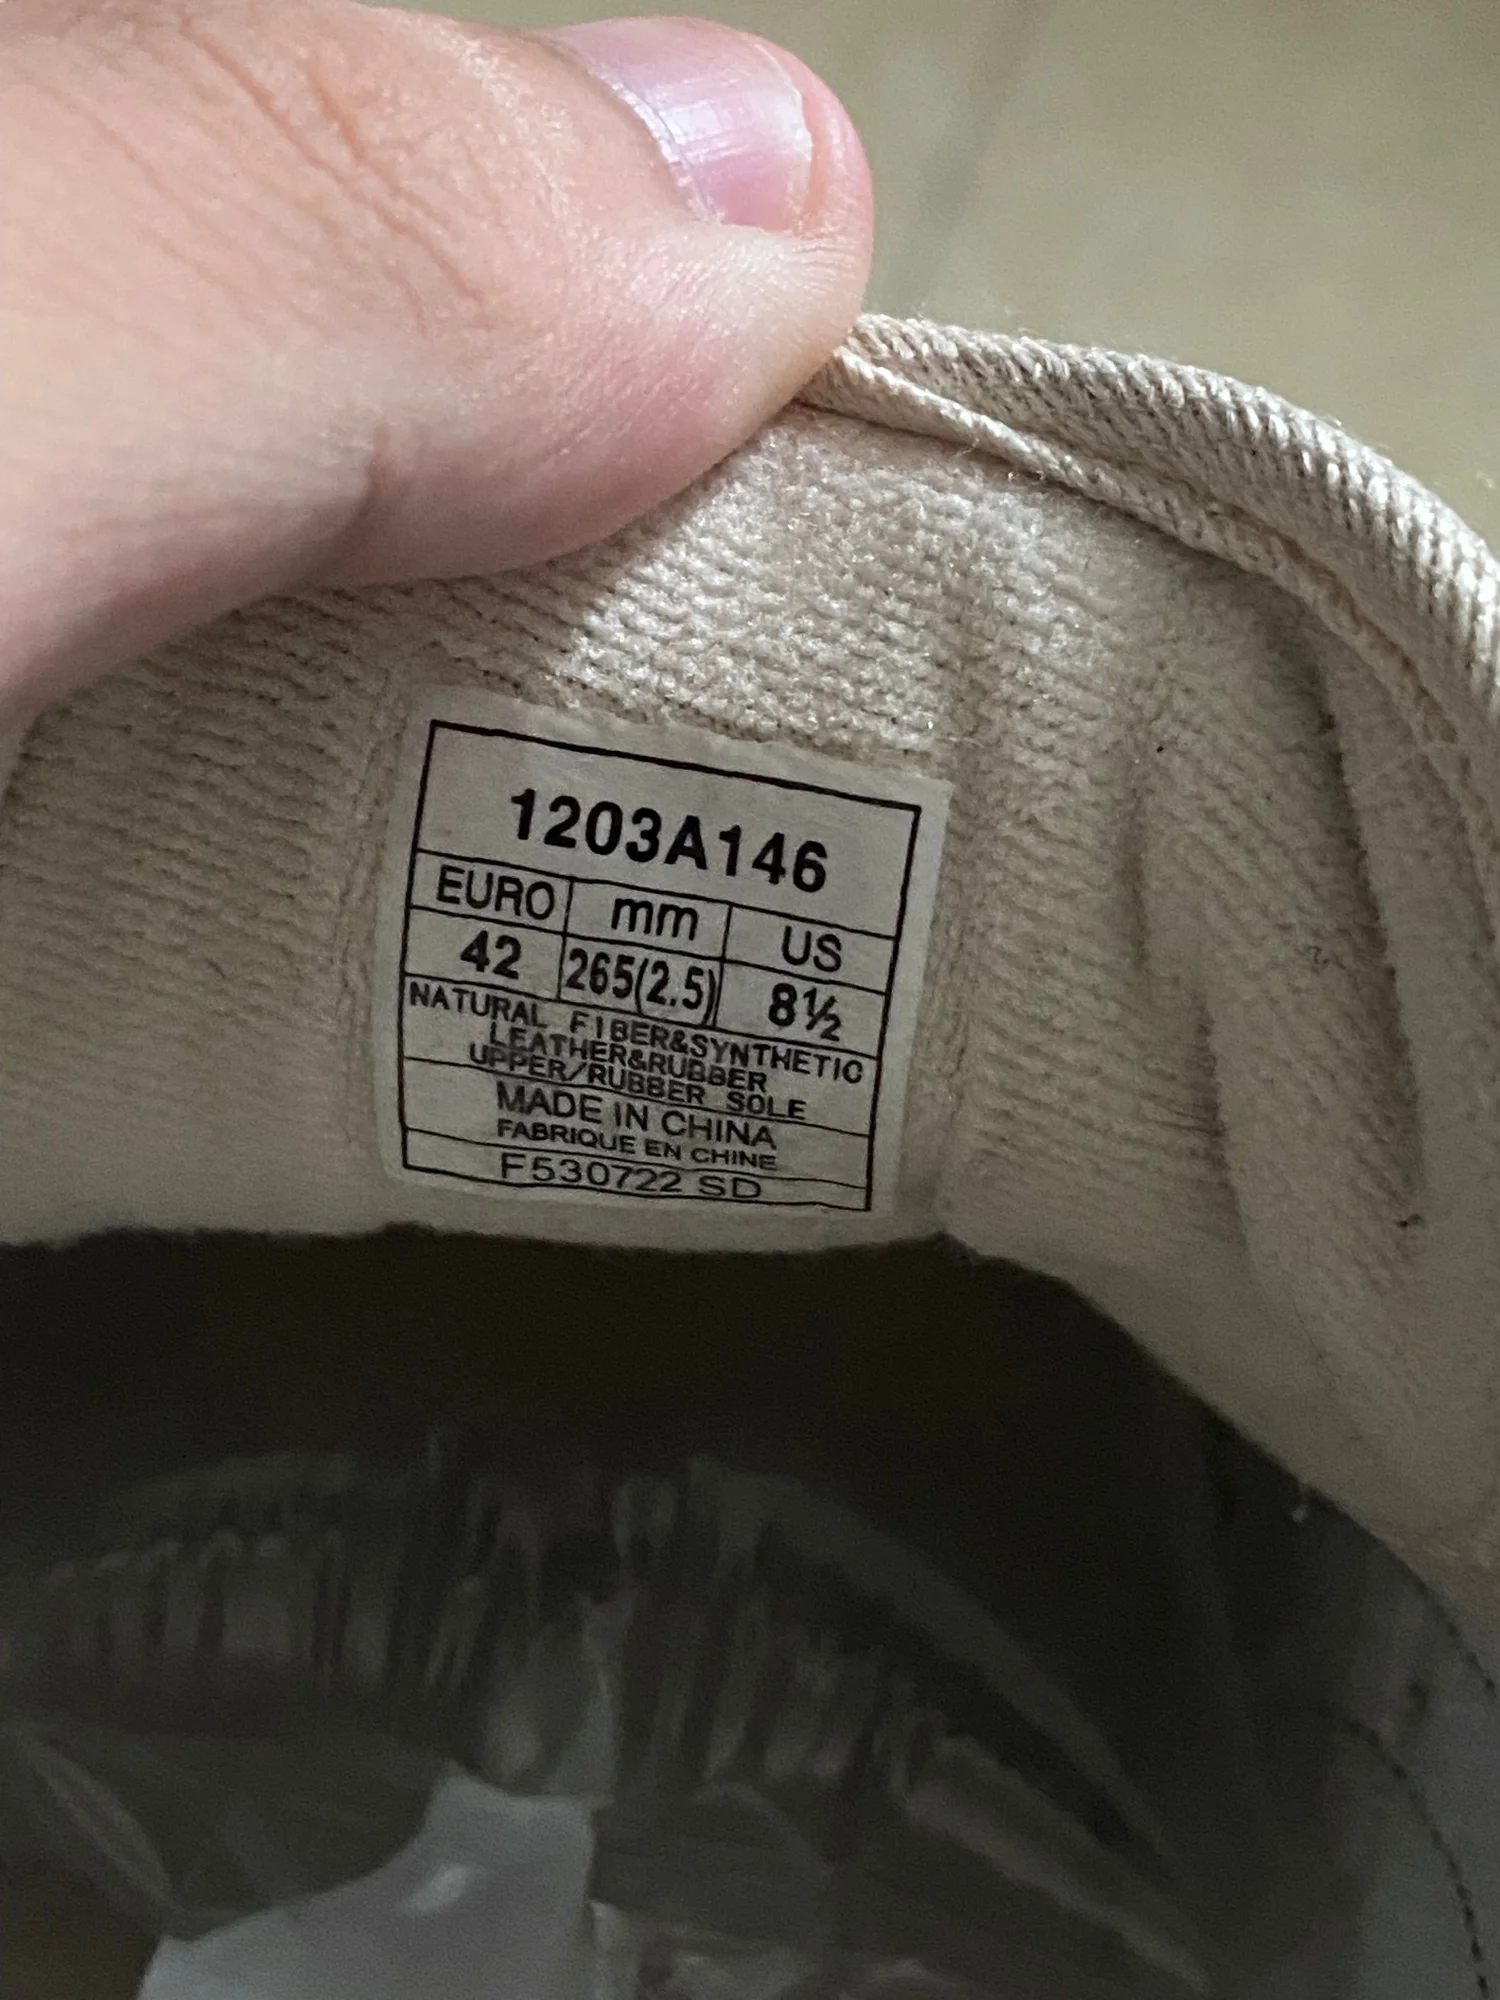 1203A146
EURO mm US
42 265(2.5) 8½
NATURAL FIBER&SYNTHETIC
LEATHER&RUBBER
UPPER/RUBBER SOLE
MADE IN CHINA
FABRIQUE EN CHINE
F530722 SD